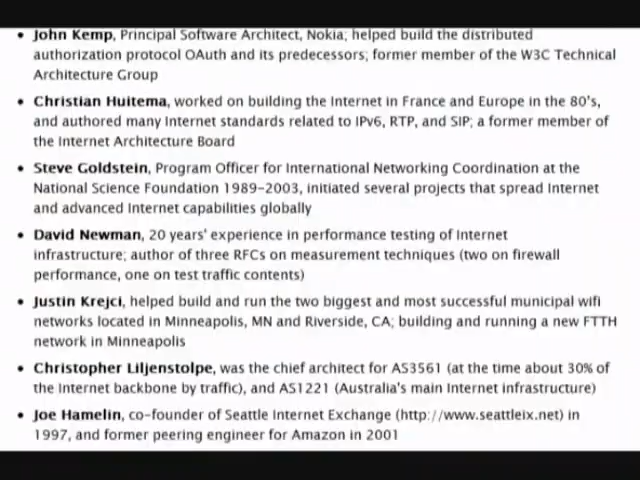 • John Kemp, Principal Software Architect, Nokia; helped build the distributed
authorization protocol OAuth and its predecessors; former member of the W3C Technical
Architecture Group
• Christian Huitema, worked on building the Internet in France and Europe in the 80's,
and authored many Internet standards related to IPv6, RTP, and SIP; a former member of
the Internet Architecture Board
• Steve Goldstein, Program Officer for International Networking Coordination at the
National Science Foundation 1989-2003, initiated several projects that spread Internet
and advanced Internet capabilities globally
• David Newman, 20 years' experience in performance testing of Internet
infrastructure; author of three RFCs on measurement techniques (two on firewall
performance, one on test traffic contents)
• Justin Krejci, helped build and run the two biggest and most successful municipal wifi
networks located in Minneapolis, MN and Riverside, CA; building and running a new FTTH
network in Minneapolis
• Christopher Liljenstolpe, was the chief architect for AS3561 (at the time about 30% of
the Internet backbone by traffic), and AS1221 (Australia's main Internet infrastructure)
• Joe Hamelin, co-founder of Seattle Internet Exchange (http://www.seattleix.net) in
1997, and former peering engineer for Amazon in 2001